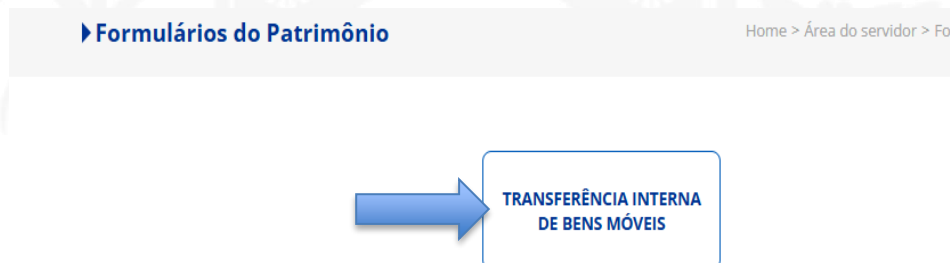 Formulários do Patrimônio
Home > Área do servidor > Fo
TRANSFERÊNCIA INTERNA
DE BENS MÓVEIS